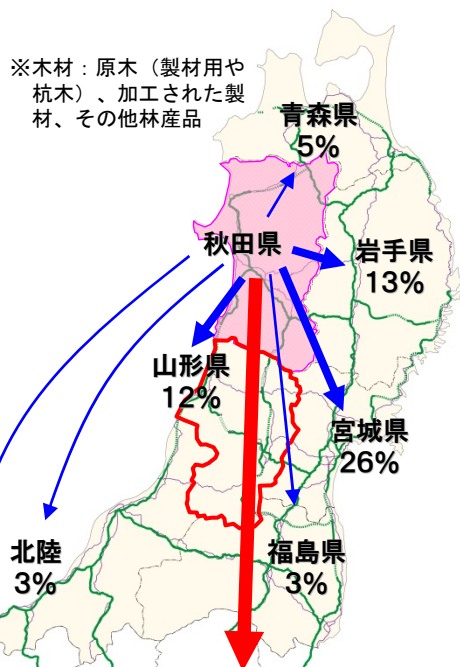 ※木材：原木（製材用や
杭木）、加工された製
材、その他林産品
青森県
5%
秋田県
岩手県
13%
山形県
12%
宮城県
26%
北陸
3%
福島県
3%